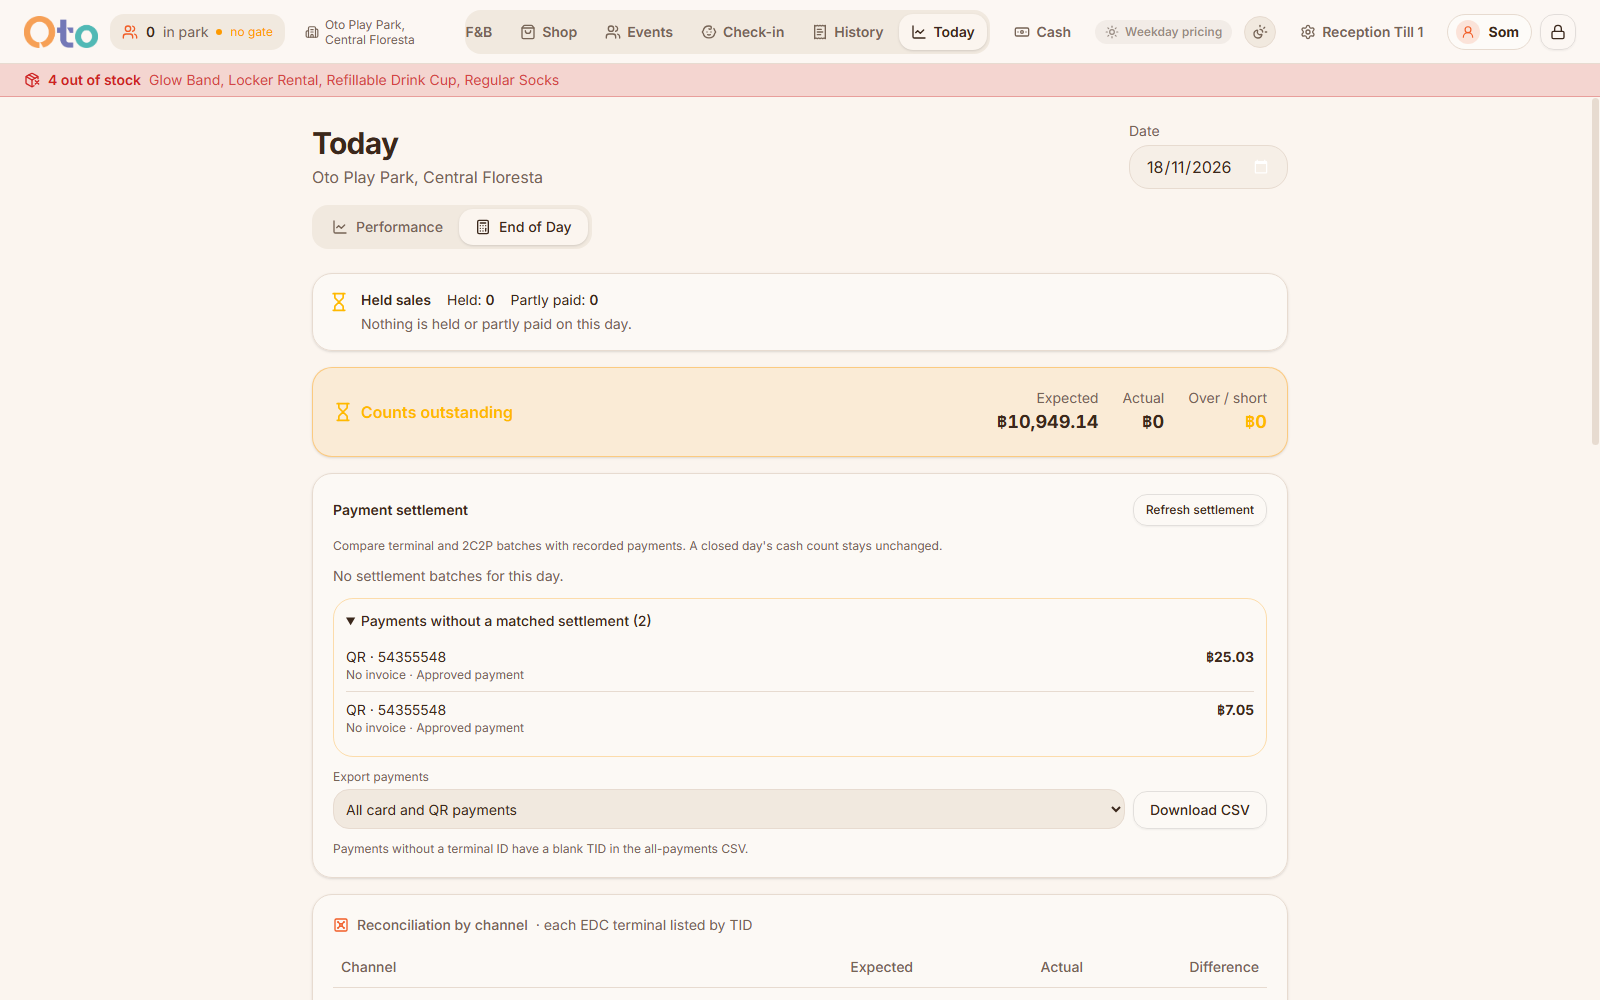 Oto
0 in park • no gate
Oto Play Park,
Central Floresta
F&B
Shop
Events
Check-in
History
Today
Cash
Weekday pricing
Reception Till 1
Som
4 out of stock Glow Band, Locker Rental, Refillable Drink Cup, Regular Socks
Today
Oto Play Park, Central Floresta
Date
18/11/2026
Performance
End of Day
Held sales Held: 0 Partly paid: 0
Nothing is held or partly paid on this day.
Counts outstanding
Expected Actual Over / short
฿10,949.14 ฿0 ฿0
Payment settlement
Refresh settlement
Compare terminal and 2C2P batches with recorded payments. A closed day's cash count stays unchanged.
No settlement batches for this day.
▼ Payments without a matched settlement (2)
QR · 54355548 ฿25.03
No invoice · Approved payment
QR · 54355548 ฿7.05
No invoice · Approved payment
Export payments
All card and QR payments
Download CSV
Payments without a terminal ID have a blank TID in the all-payments CSV.
Reconciliation by channel · each EDC terminal listed by TID
Channel Expected Actual Difference